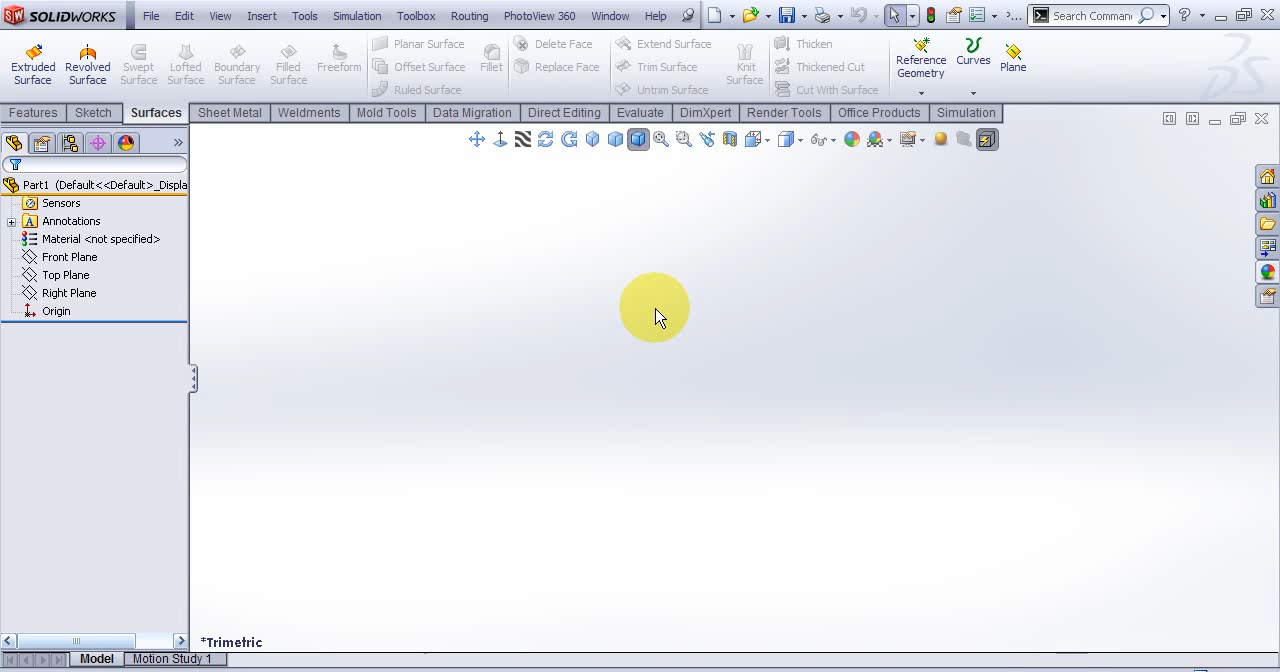 SOLIDWORKS File Edit View Insert Tools Simulation Toolbox Routing PhotoView 360 Window Help Search Comman
Extruded Surface
Revolved Surface
Swept Surface
Lofted Surface
Boundary Surface
Filled Surface
Freeform
Planar Surface
Offset Surface
Ruled Surface
Fillet
Delete Face
Replace Face
Extend Surface
Trim Surface
Untrim Surface
Knit Surface
Thicken
Thickened Cut
Cut With Surface
Reference Geometry
Curves
Plane
Features Sketch Surfaces Sheet Metal Weldments Mold Tools Data Migration Direct Editing Evaluate DimXpert Render Tools Office Products Simulation
Part1 (Default<<Default>_Displa
Sensors
Annotations
Material <not specified>
Front Plane
Top Plane
Right Plane
Origin
*Trimetric
Model Motion Study 1